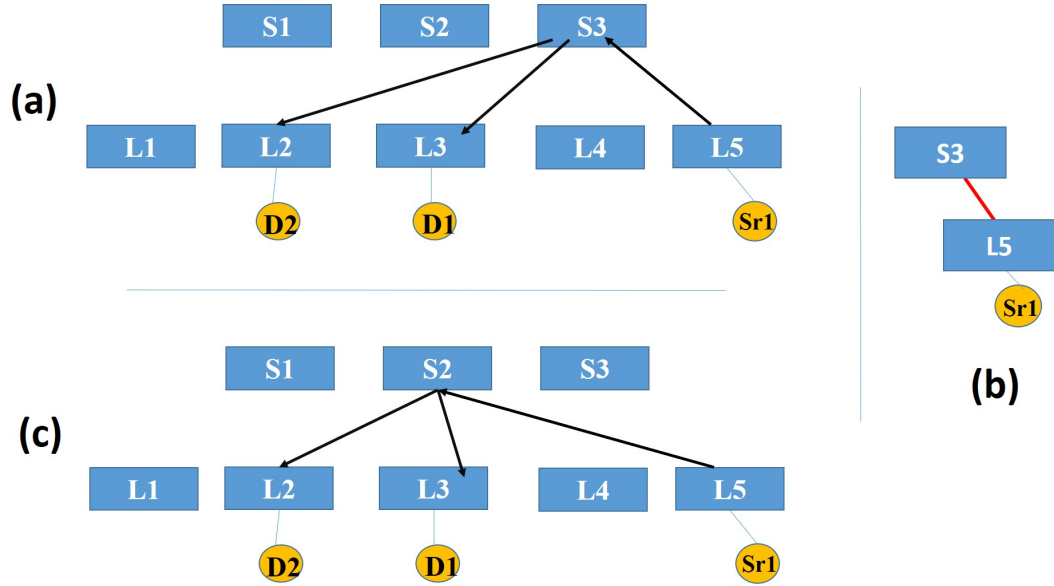 S1 S2 S3
(a)
L1 L2 L3 L4 L5
D2 D1 Sr1
S3
L5
Sr1
(b)
S1 S2 S3
(c)
L1 L2 L3 L4 L5
D2 D1 Sr1